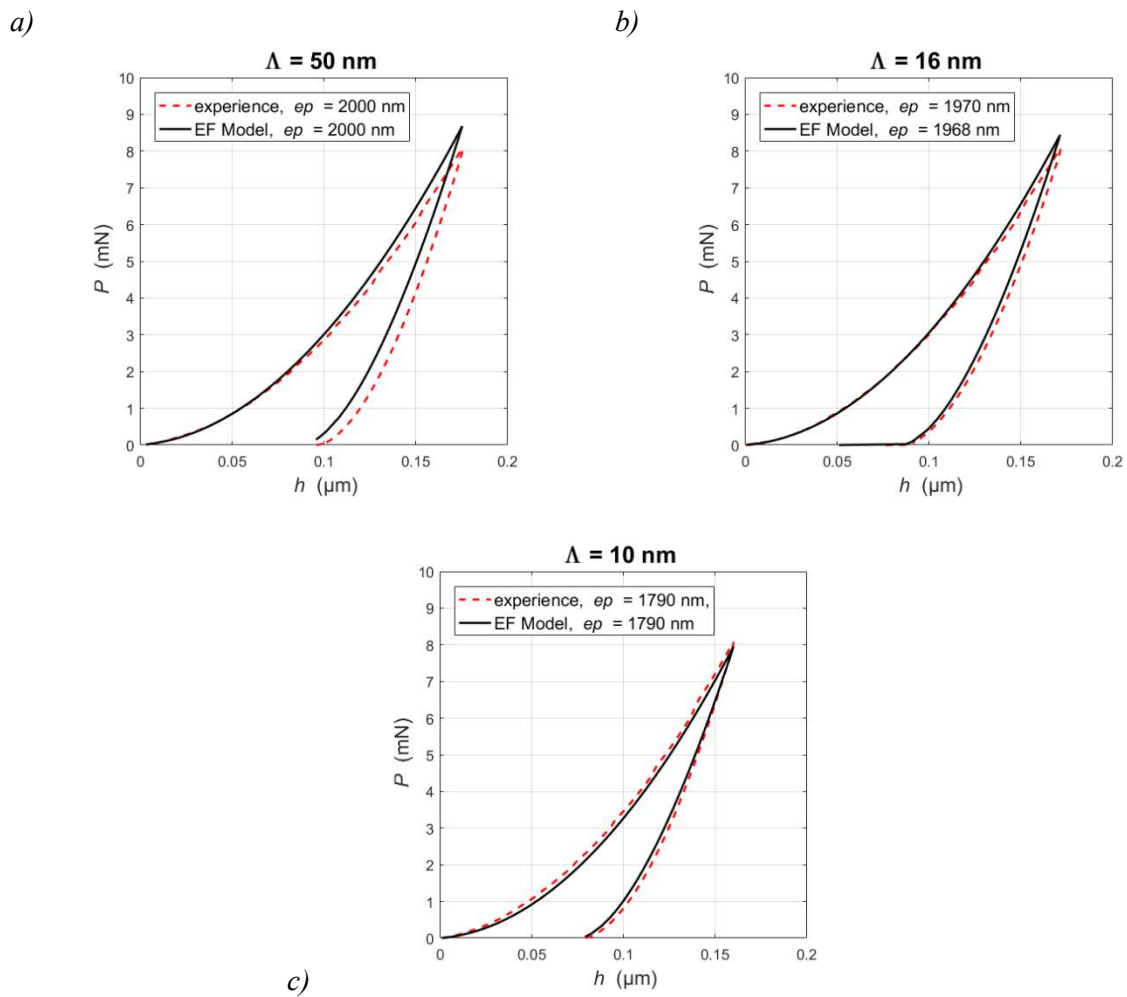 a)
Λ = 50 nm
experience, ep = 2000 nm
EF Model, ep = 2000 nm
10
9
8
7
6
5
4
3
2
1
0
P (mN)
0
0.05
0.1
0.15
0.2
h (µm)
b)
Λ = 16 nm
experience, ep = 1970 nm
EF Model, ep = 1968 nm
10
9
8
7
6
5
4
3
2
1
0
P (mN)
0
0.05
0.1
0.15
0.2
h (µm)
c)
Λ = 10 nm
experience, ep = 1790 nm,
EF Model, ep = 1790 nm
10
9
8
7
6
5
4
3
2
1
0
P (mN)
0
0.05
0.1
0.15
0.2
h (µm)